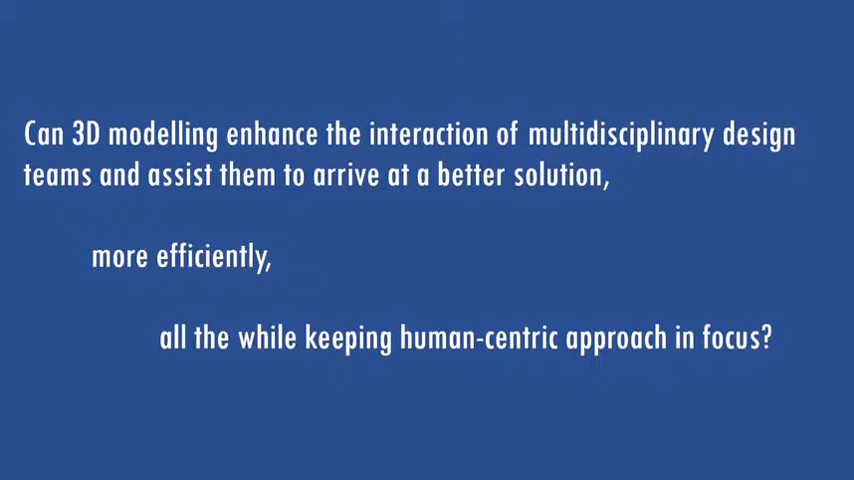 Can 3D modelling enhance the interaction of multidisciplinary design
teams and assist them to arrive at a better solution,
more efficiently,
all the while keeping human-centric approach in focus?